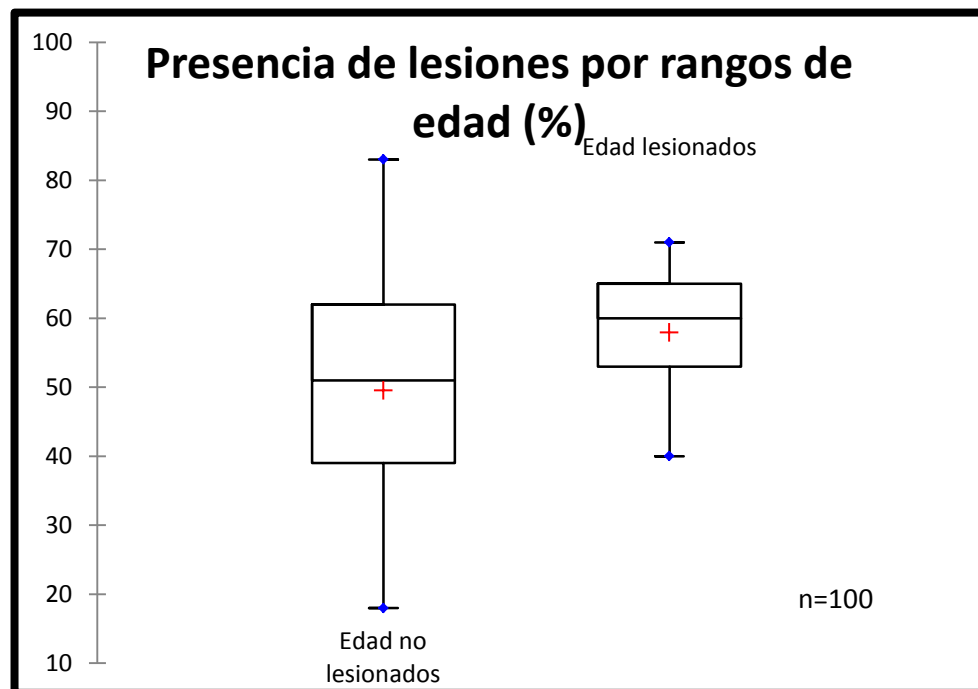 Presencia de lesiones por rangos de
edad (%)
Edad lesionados
100
90
80
70
60
50
40
30
20
10
n=100
Edad no
lesionados